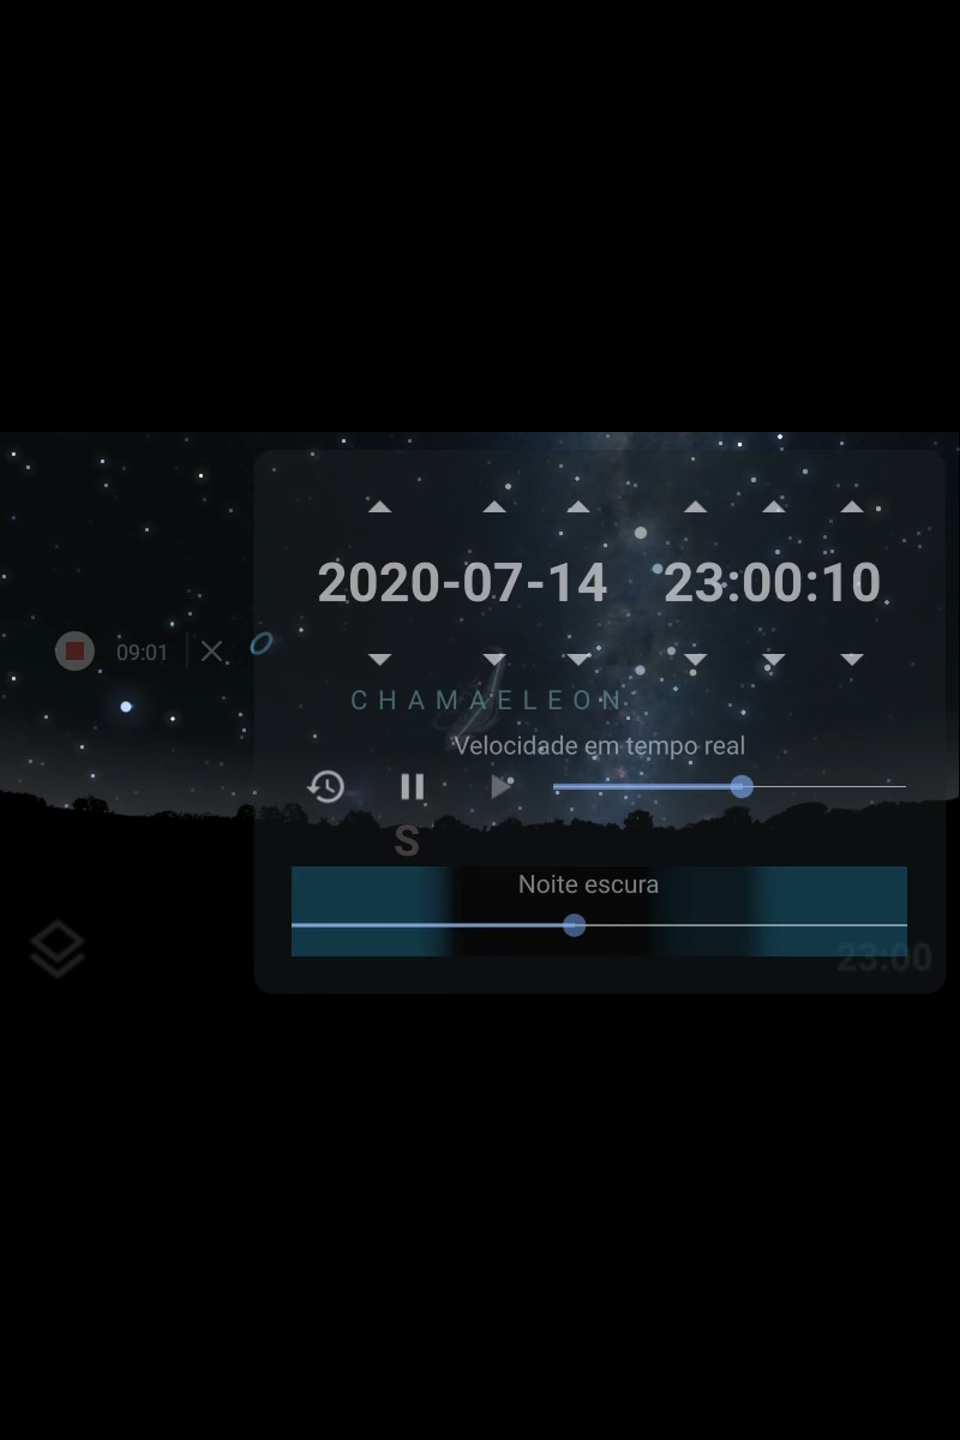 2020-07-14 23:00:10
09:01
CHAMAELEON
Velocidade em tempo real
S
Noite escura
23:00